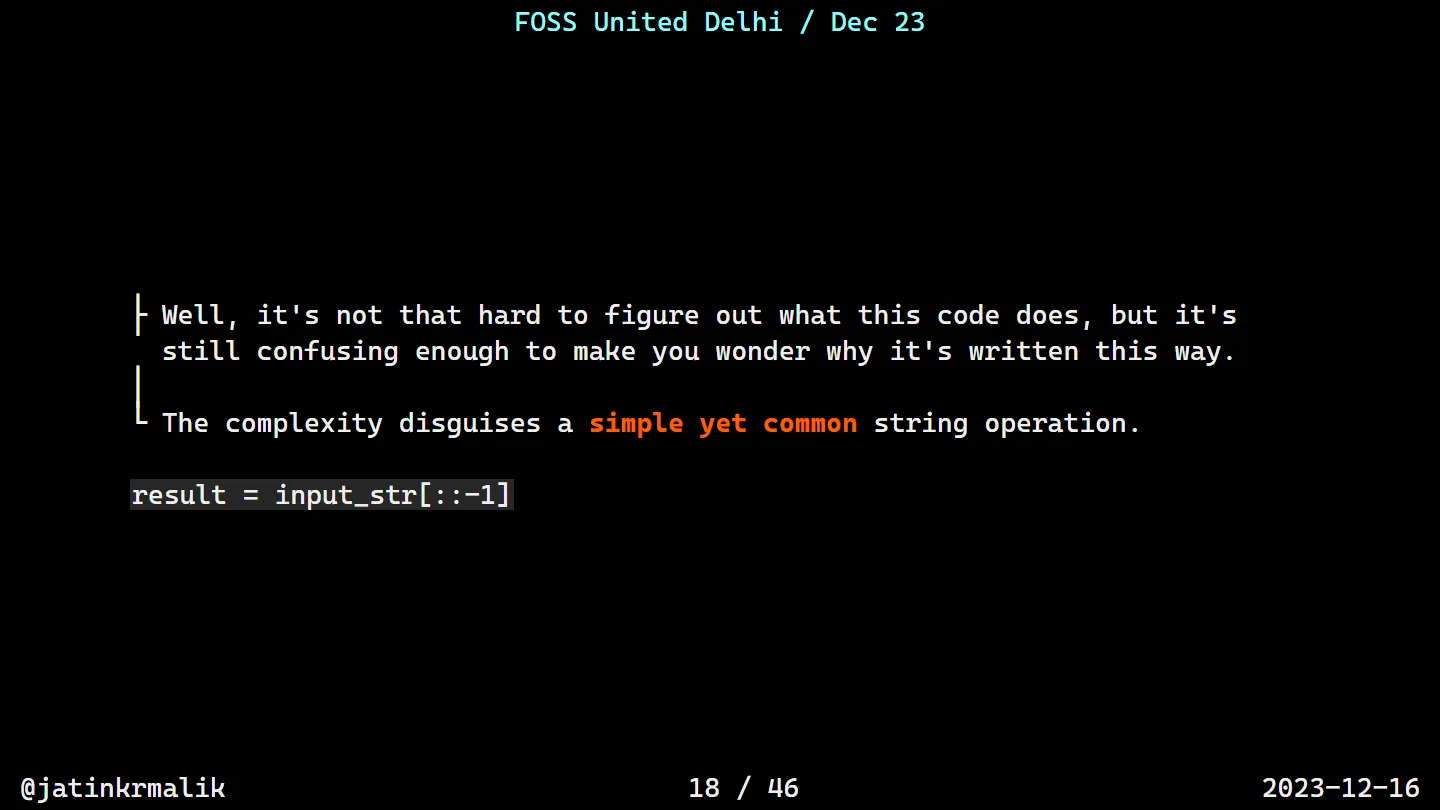 FOSS United Delhi / Dec 23
├ Well, it's not that hard to figure out what this code does, but it's
still confusing enough to make you wonder why it's written this way.
│
└ The complexity disguises a simple yet common string operation.
result = input_str[::-1]
@jatinkrmalik 18 / 46 2023-12-16